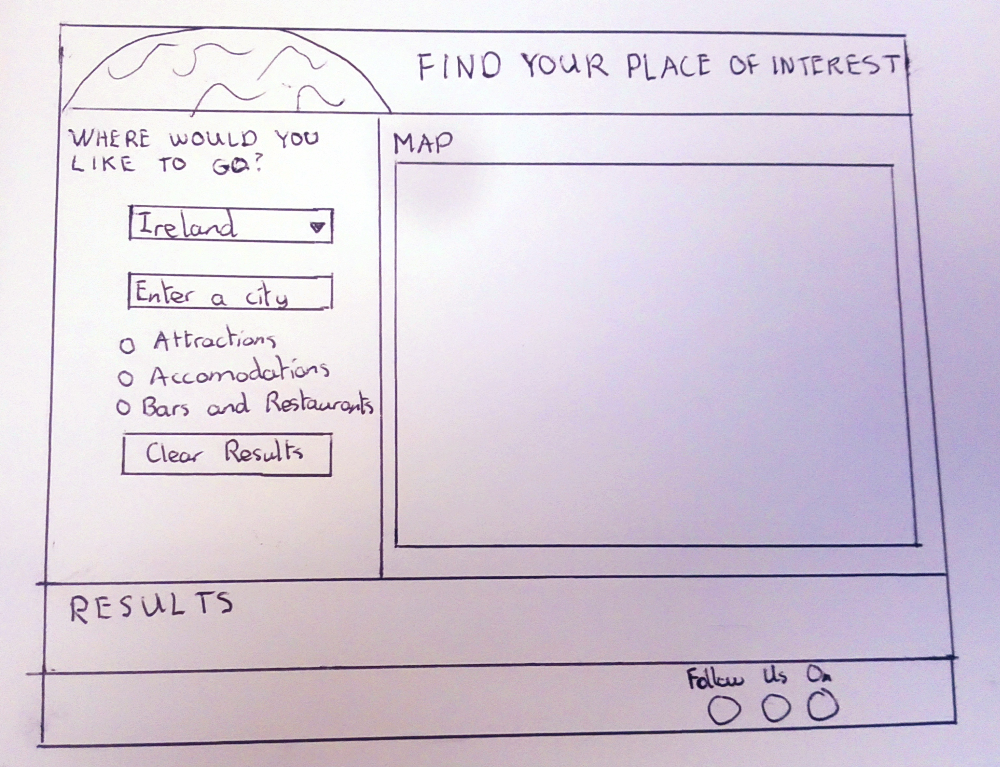 FIND YOUR PLACE OF INTEREST
WHERE WOULD YOU
LIKE TO GO?
Ireland
Enter a city
Attractions
Accomodations
Bars and Restaurants
Clear Results
MAP
RESULTS
Follow Us On